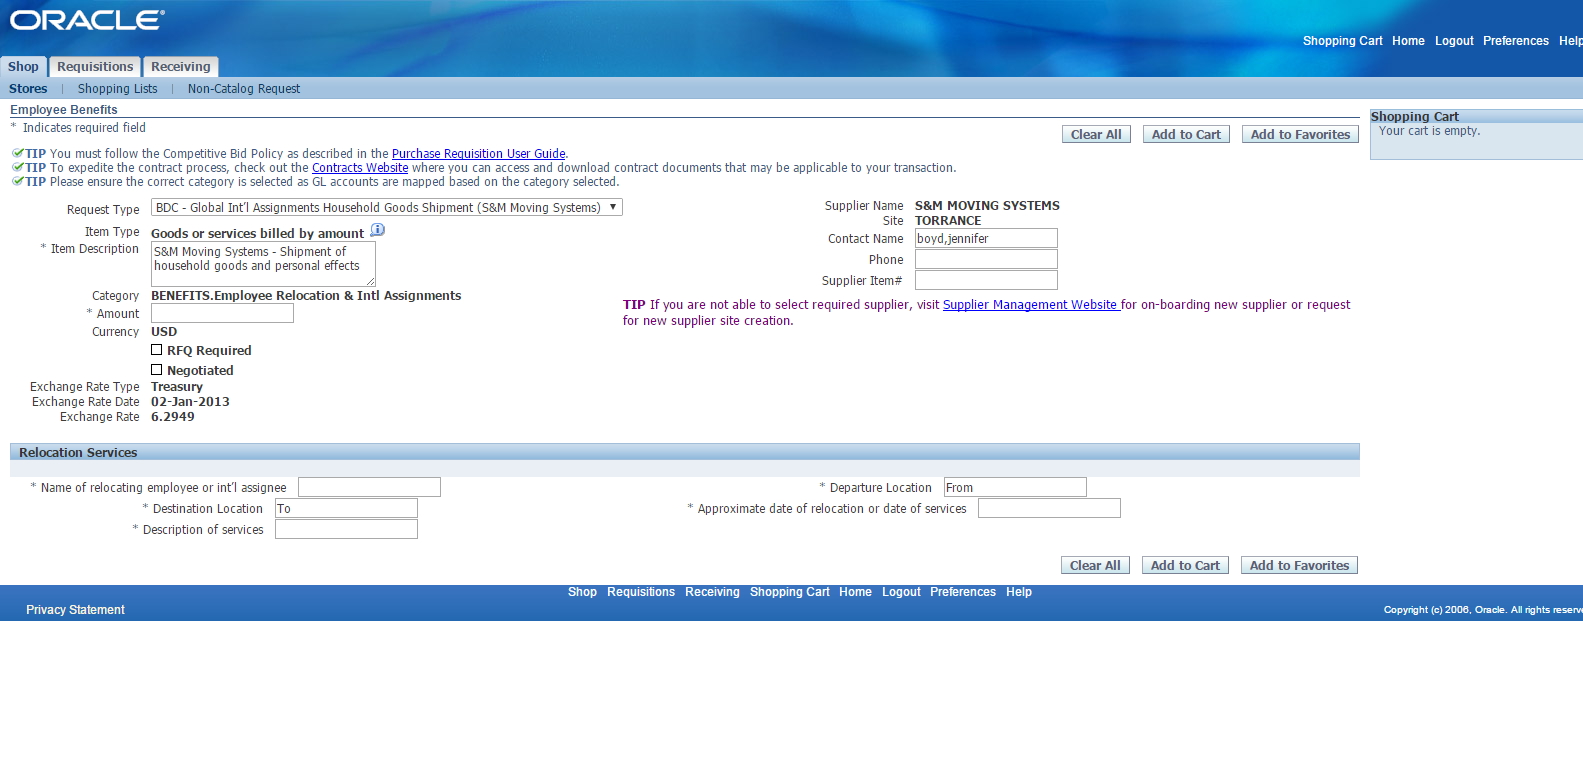 ORACLE®
Shopping Cart Home Logout Preferences Help
Shop Requisitions Receiving
Stores | Shopping Lists | Non-Catalog Request
Employee Benefits
* Indicates required field
Clear All Add to Cart Add to Favorites
Shopping Cart
Your cart is empty.
TIP You must follow the Competitive Bid Policy as described in the Purchase Requisition User Guide.
TIP To expedite the contract process, check out the Contracts Website where you can access and download contract documents that may be applicable to your transaction.
TIP Please ensure the correct category is selected as GL accounts are mapped based on the category selected.
Request Type BDC - Global Int'l Assignments Household Goods Shipment (S&M Moving Systems)
Item Type Goods or services billed by amount
* Item Description S&M Moving Systems - Shipment of
household goods and personal effects
Category BENEFITS.Employee Relocation & Intl Assignments
* Amount
Currency USD
RFQ Required
Negotiated
Exchange Rate Type Treasury
Exchange Rate Date 02-Jan-2013
Exchange Rate 6.2949
Supplier Name S&M MOVING SYSTEMS
Site TORRANCE
Contact Name boyd,jennifer
Phone
Supplier Item#
TIP If you are not able to select required supplier, visit Supplier Management Website for on-boarding new supplier or request
for new supplier site creation.
Relocation Services
* Name of relocating employee or int'l assignee
* Departure Location From
* Destination Location To
* Approximate date of relocation or date of services
* Description of services
Clear All Add to Cart Add to Favorites
Shop Requisitions Receiving Shopping Cart Home Logout Preferences Help
Privacy Statement
Copyright (c) 2006, Oracle. All rights reserve